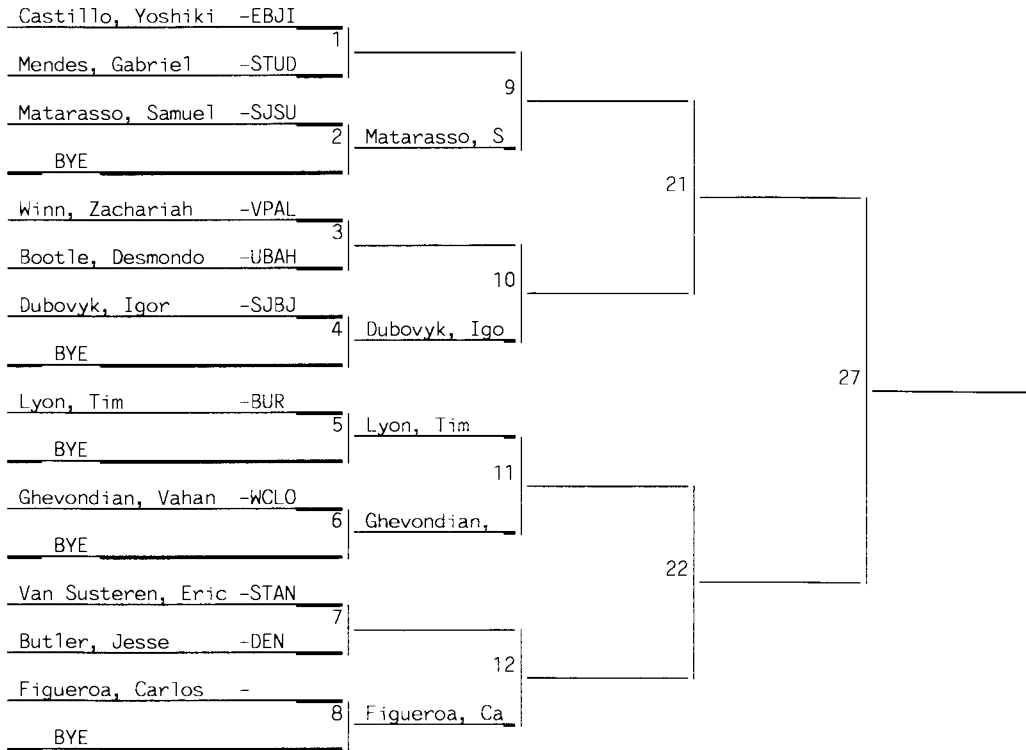 Castillo, Yoshiki -EBJI
1
Mendes, Gabriel -STUD
9
Matarasso, Samuel -SJSU
2 Matarasso, S
BYE
21
Winn, Zachariah -VPAL
3
Bootle, Desmondo -UBAH
10
Dubovyk, Igor -SJBJ
4 Dubovyk, Igo
BYE
27
Lyon, Tim -BUR
5 Lyon, Tim
BYE
11
Ghevondian, Vahan -WCLO
6 Ghevondian,
BYE
22
Van Susteren, Eric -STAN
7
Butler, Jesse -DEN
12
Figueroa, Carlos -
8 Figueroa, Ca
BYE